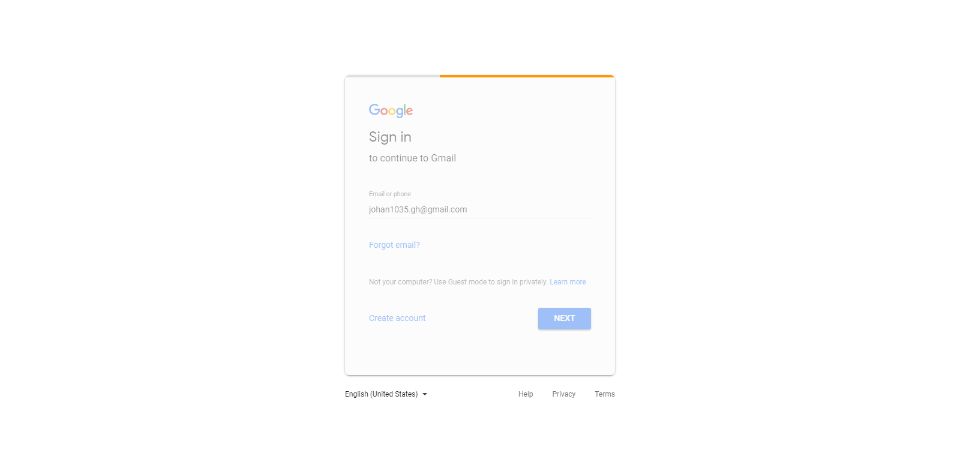 Google
Sign in
to continue to Gmail
Email or phone
johan1035.gh@gmail.com
Forgot email?
Not your computer? Use Guest mode to sign in privately. Learn more
Create account
NEXT
English (United States)
Help
Privacy
Terms